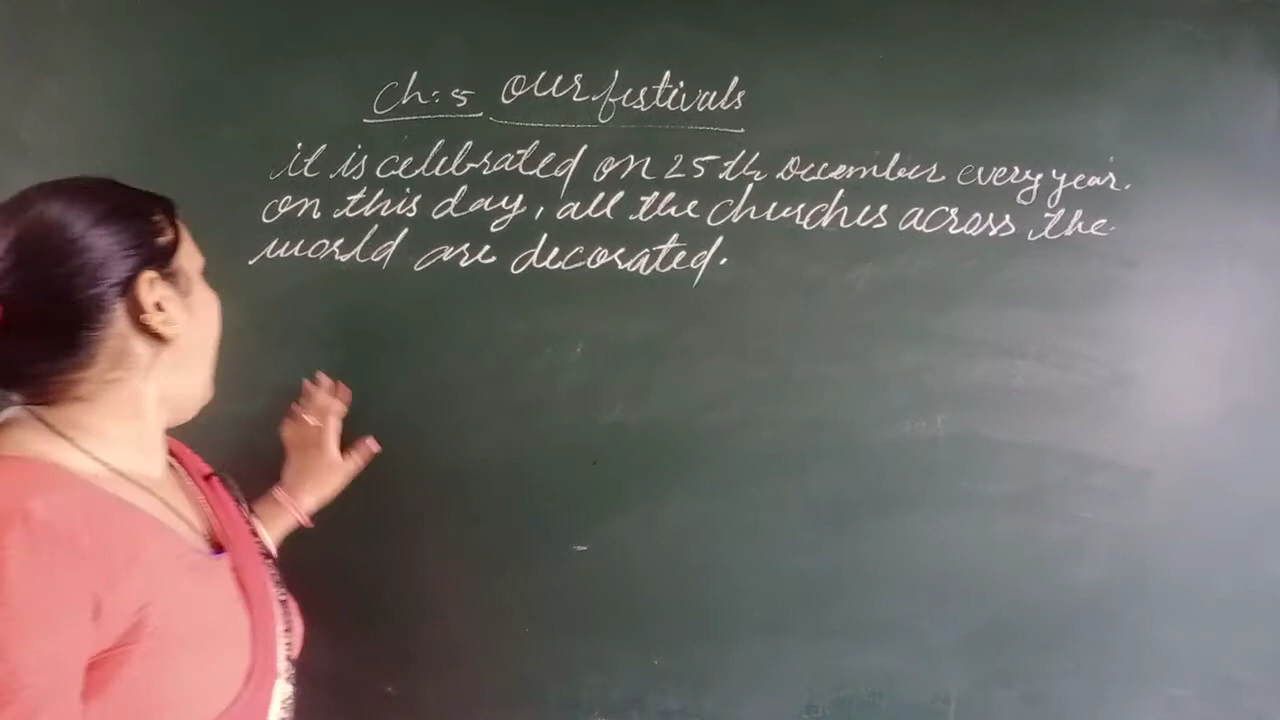 Ch: 5 Our festivals
it is celebrated on 25th December every year.
on this day, all the churches across the
world are decorated.